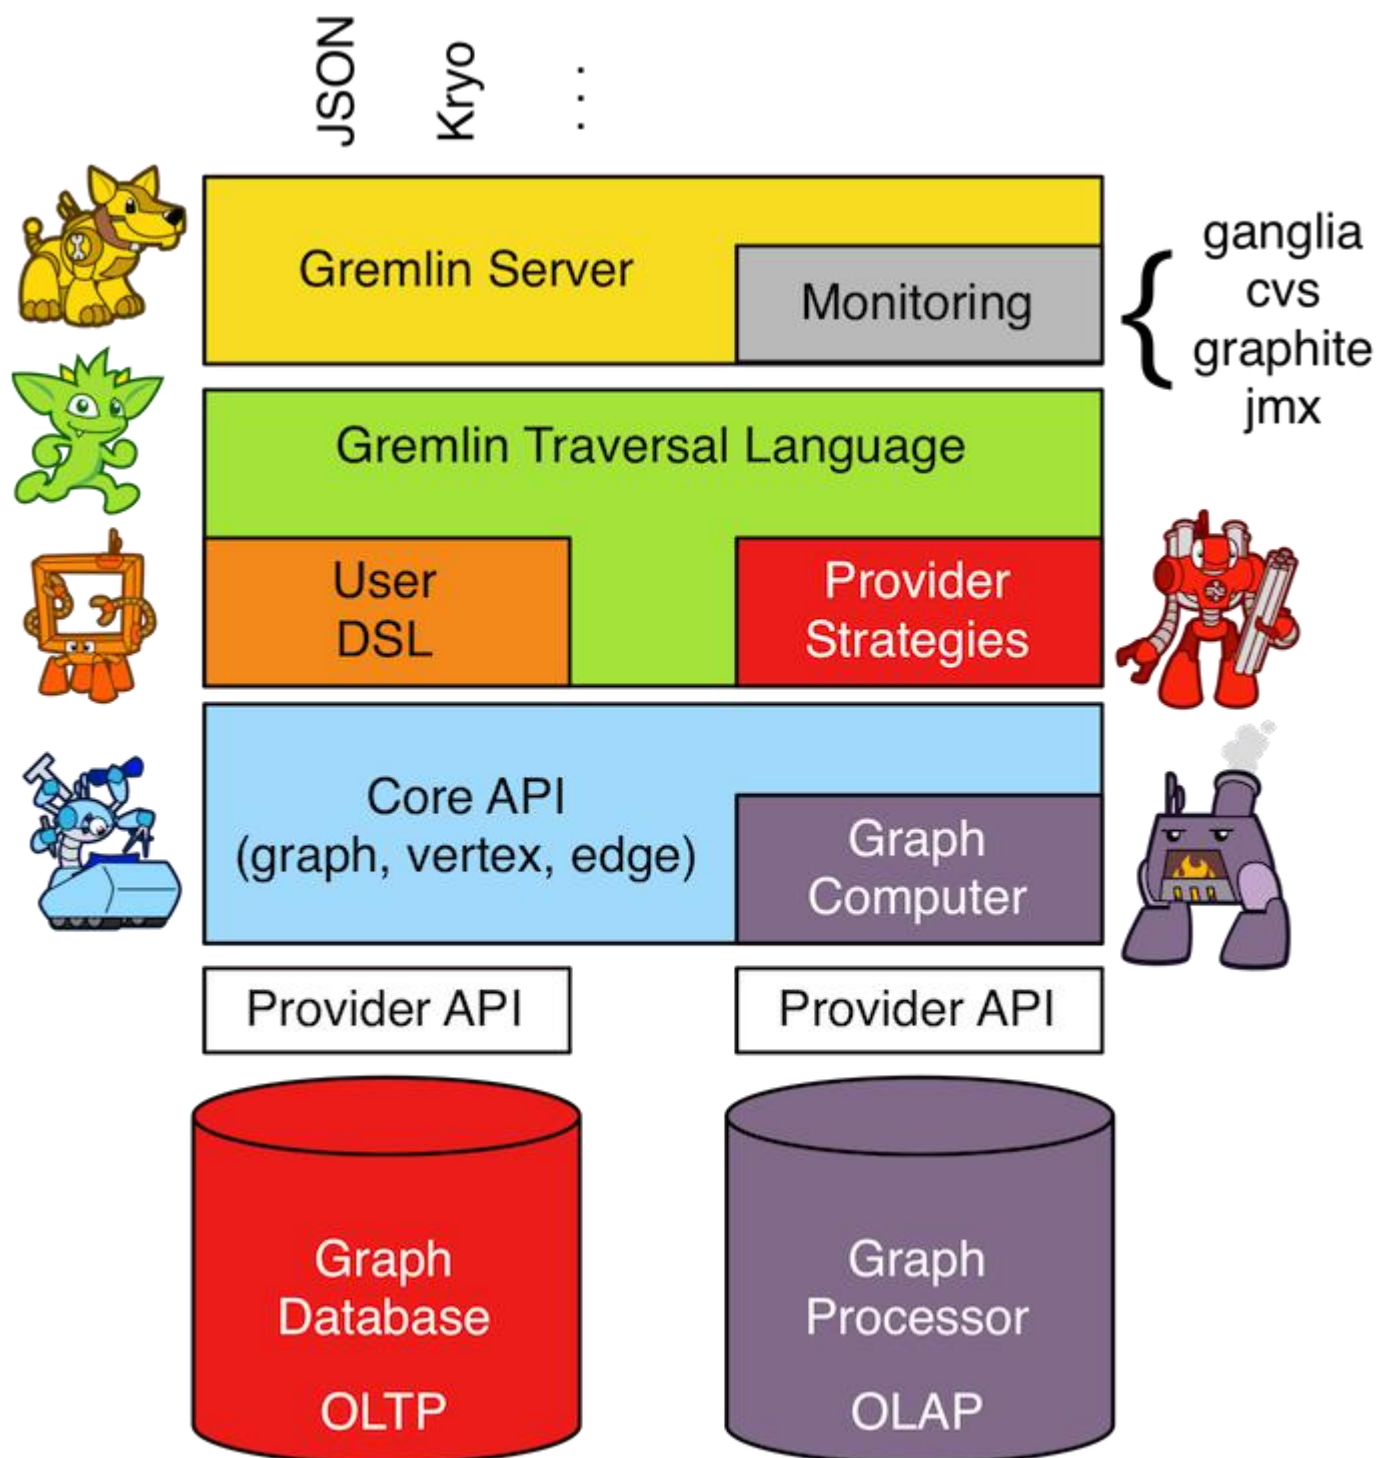 JSON
Kryo
...
Gremlin Server
Monitoring
ganglia
cvs
graphite
jmx
Gremlin Traversal Language
User
DSL
Provider
Strategies
Core API
(graph, vertex, edge)
Graph
Computer
Provider API
Provider API
Graph
Database
OLTP
Graph
Processor
OLAP